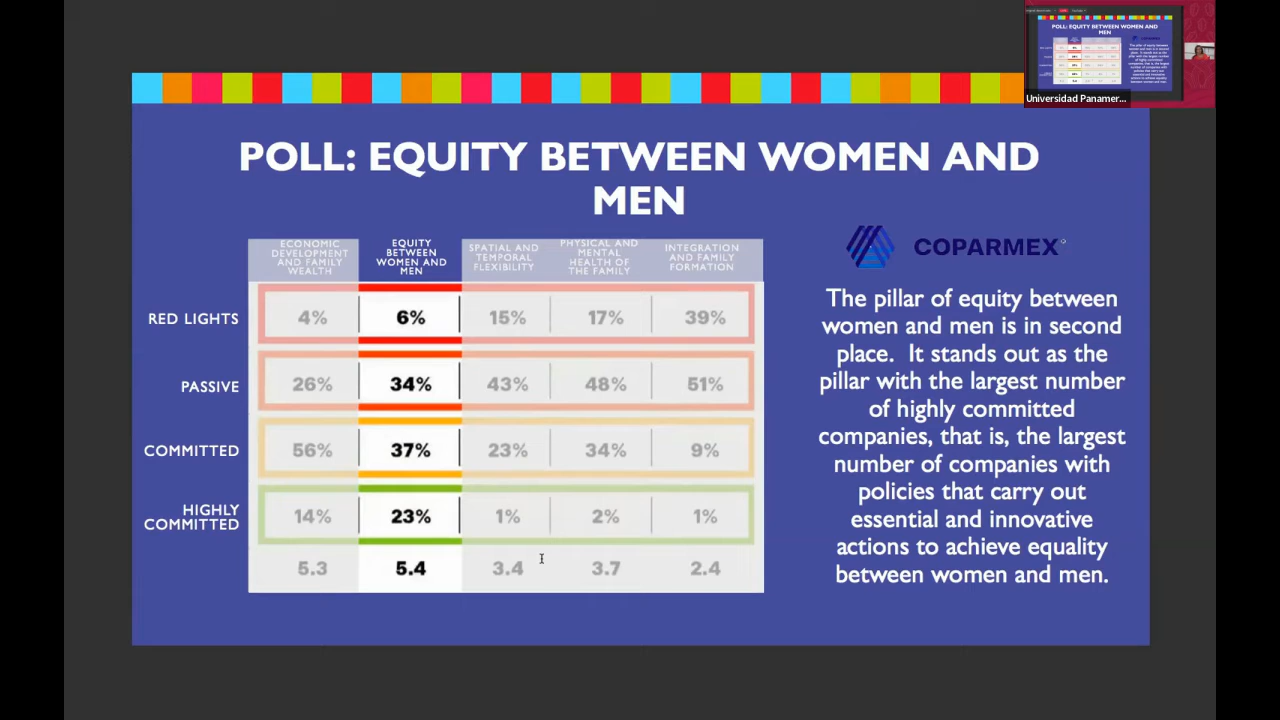 Universidad Panamer...
POLL: EQUITY BETWEEN WOMEN AND
MEN
ECONOMIC
DEVELOPMENT
AND FAMILY
WEALTH
EQUITY
BETWEEN
WOMEN AND
MEN
SPATIAL AND
TEMPORAL
FLEXIBILITY
PHYSICAL AND
MENTAL
HEALTH OF
THE FAMILY
INTEGRATION
AND FAMILY
FORMATION
RED LIGHTS 4% 6% 15% 17% 39%
PASSIVE 26% 34% 43% 48% 51%
COMMITTED 56% 37% 23% 34% 9%
HIGHLY
COMMITTED 14% 23% 1% 2% 1%
5.3 5.4 3.4 3.7 2.4
COPARMEX
The pillar of equity between
women and men is in second
place. It stands out as the
pillar with the largest number
of highly committed
companies, that is, the largest
number of companies with
policies that carry out
essential and innovative
actions to achieve equality
between women and men.
POLL: EQUITY BETWEEN WOMEN AND
MEN